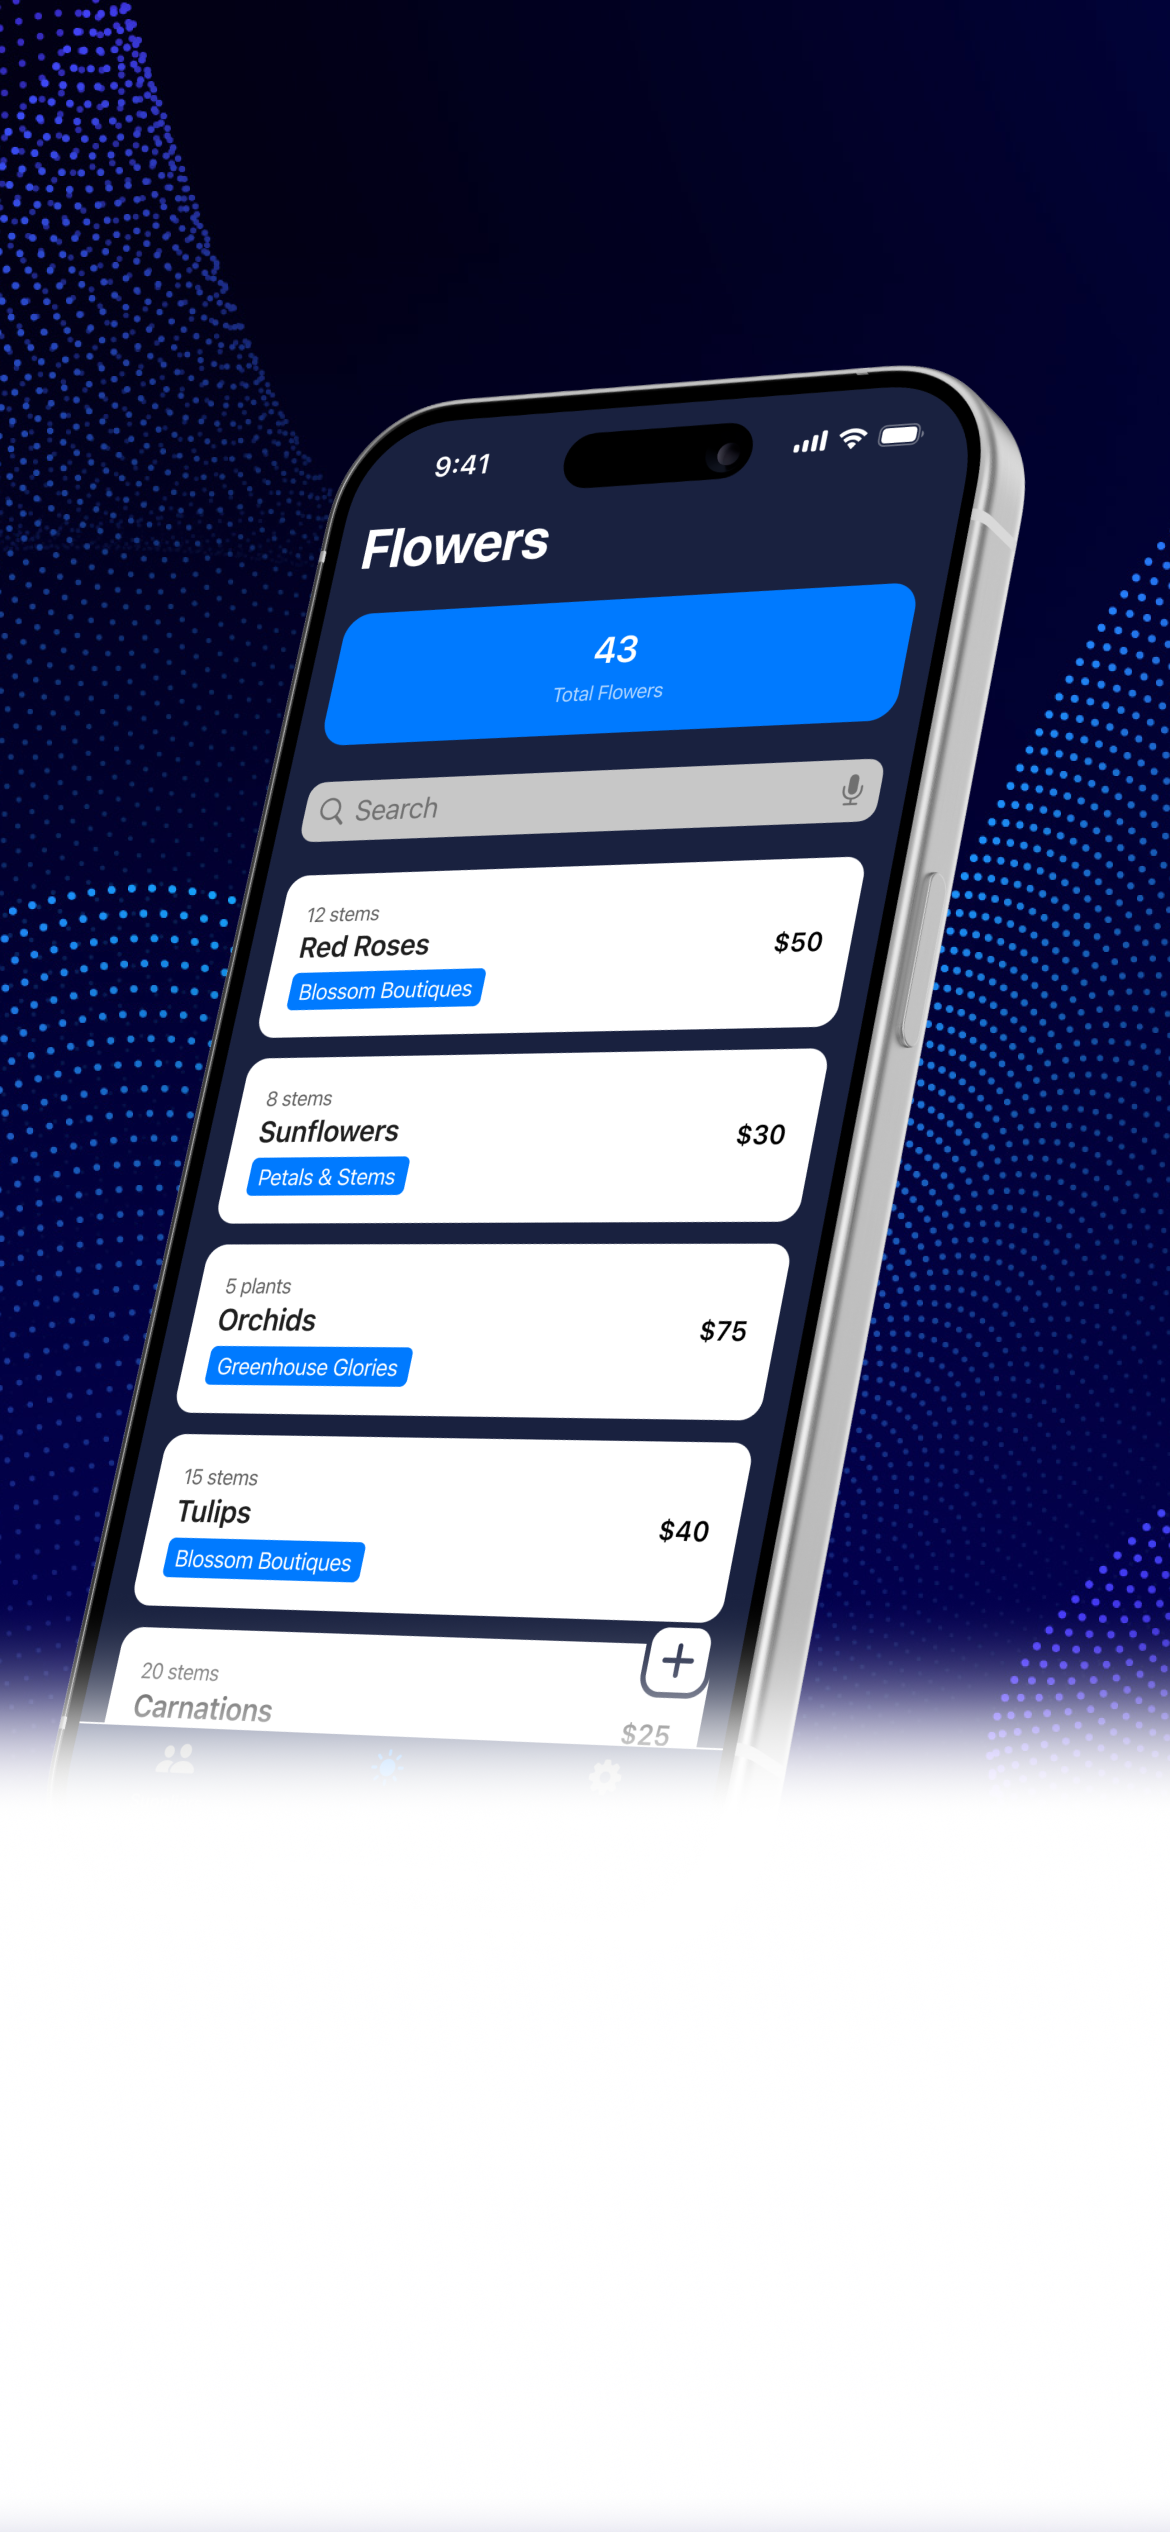 9:41
Flowers
43
Total Flowers
Search
12 stems
Red Roses
$50
Blossom Boutiques
8 stems
Sunflowers
$30
Petals & Stems
5 plants
Orchids
$75
Greenhouse Glories
15 stems
Tulips
$40
Blossom Boutiques
20 stems
Carnations
$25